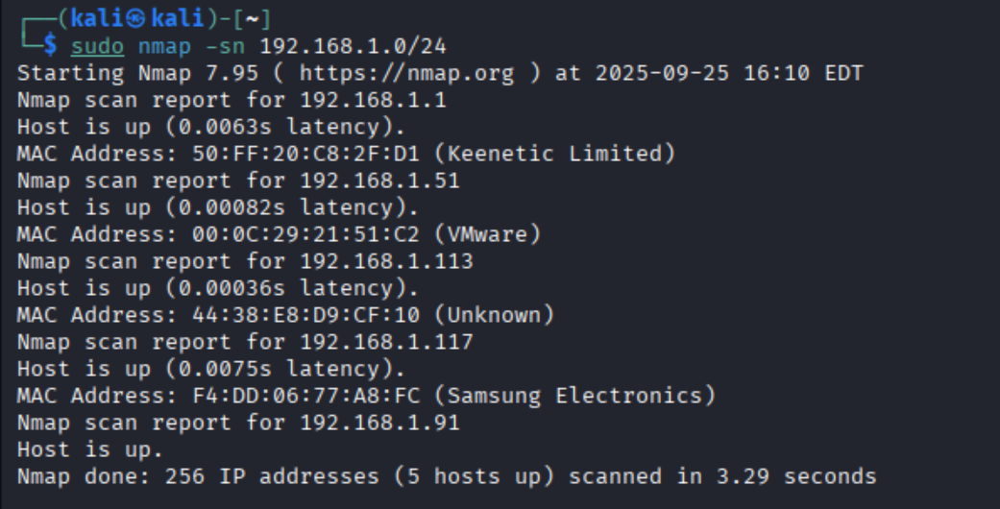 ┌──(kali㉿kali)-[~]
└─$ sudo nmap -sn 192.168.1.0/24
Starting Nmap 7.95 ( https://nmap.org ) at 2025-09-25 16:10 EDT
Nmap scan report for 192.168.1.1
Host is up (0.0063s latency).
MAC Address: 50:FF:20:C8:2F:D1 (Keenetic Limited)
Nmap scan report for 192.168.1.51
Host is up (0.00082s latency).
MAC Address: 00:0C:29:21:51:C2 (VMware)
Nmap scan report for 192.168.1.113
Host is up (0.00036s latency).
MAC Address: 44:38:E8:D9:CF:10 (Unknown)
Nmap scan report for 192.168.1.117
Host is up (0.0075s latency).
MAC Address: F4:DD:06:77:A8:FC (Samsung Electronics)
Nmap scan report for 192.168.1.91
Host is up.
Nmap done: 256 IP addresses (5 hosts up) scanned in 3.29 seconds